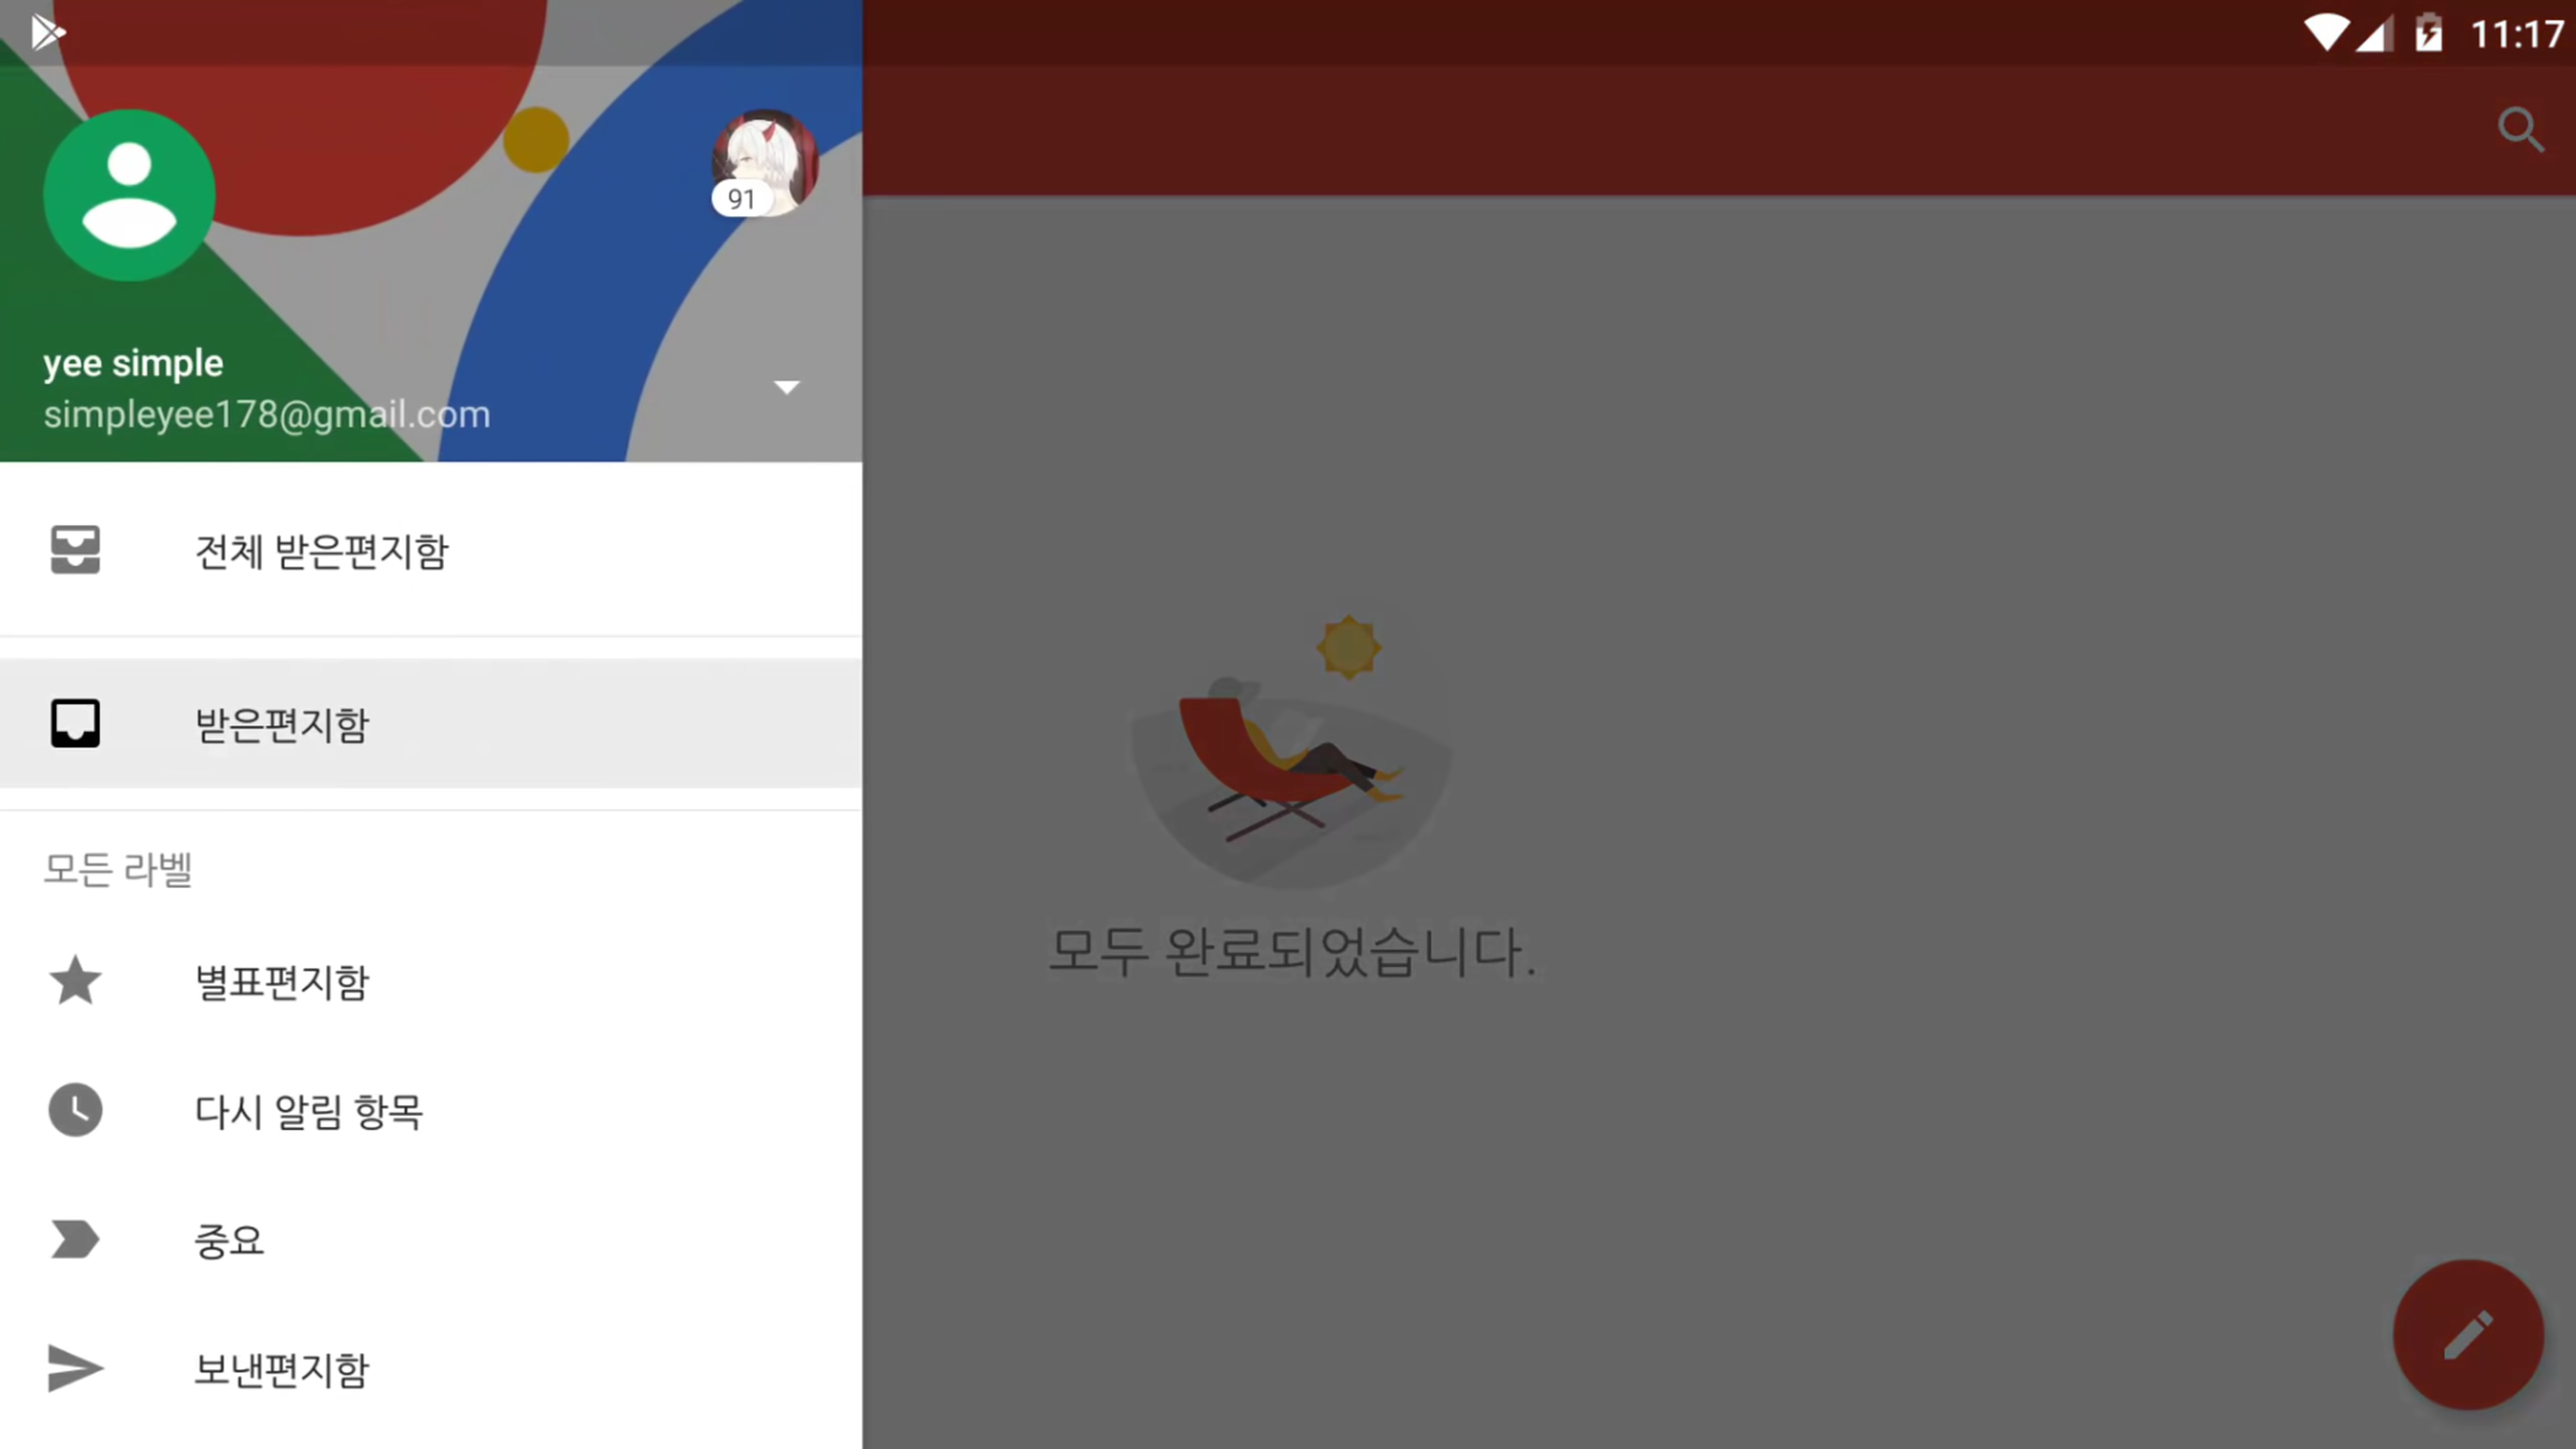 11:17
91
yee simple
simpleyee178@gmail.com
전체 받은편지함
받은편지함
모든 라벨
별표편지함
다시 알림 항목
중요
보낸편지함
모두 완료되었습니다.